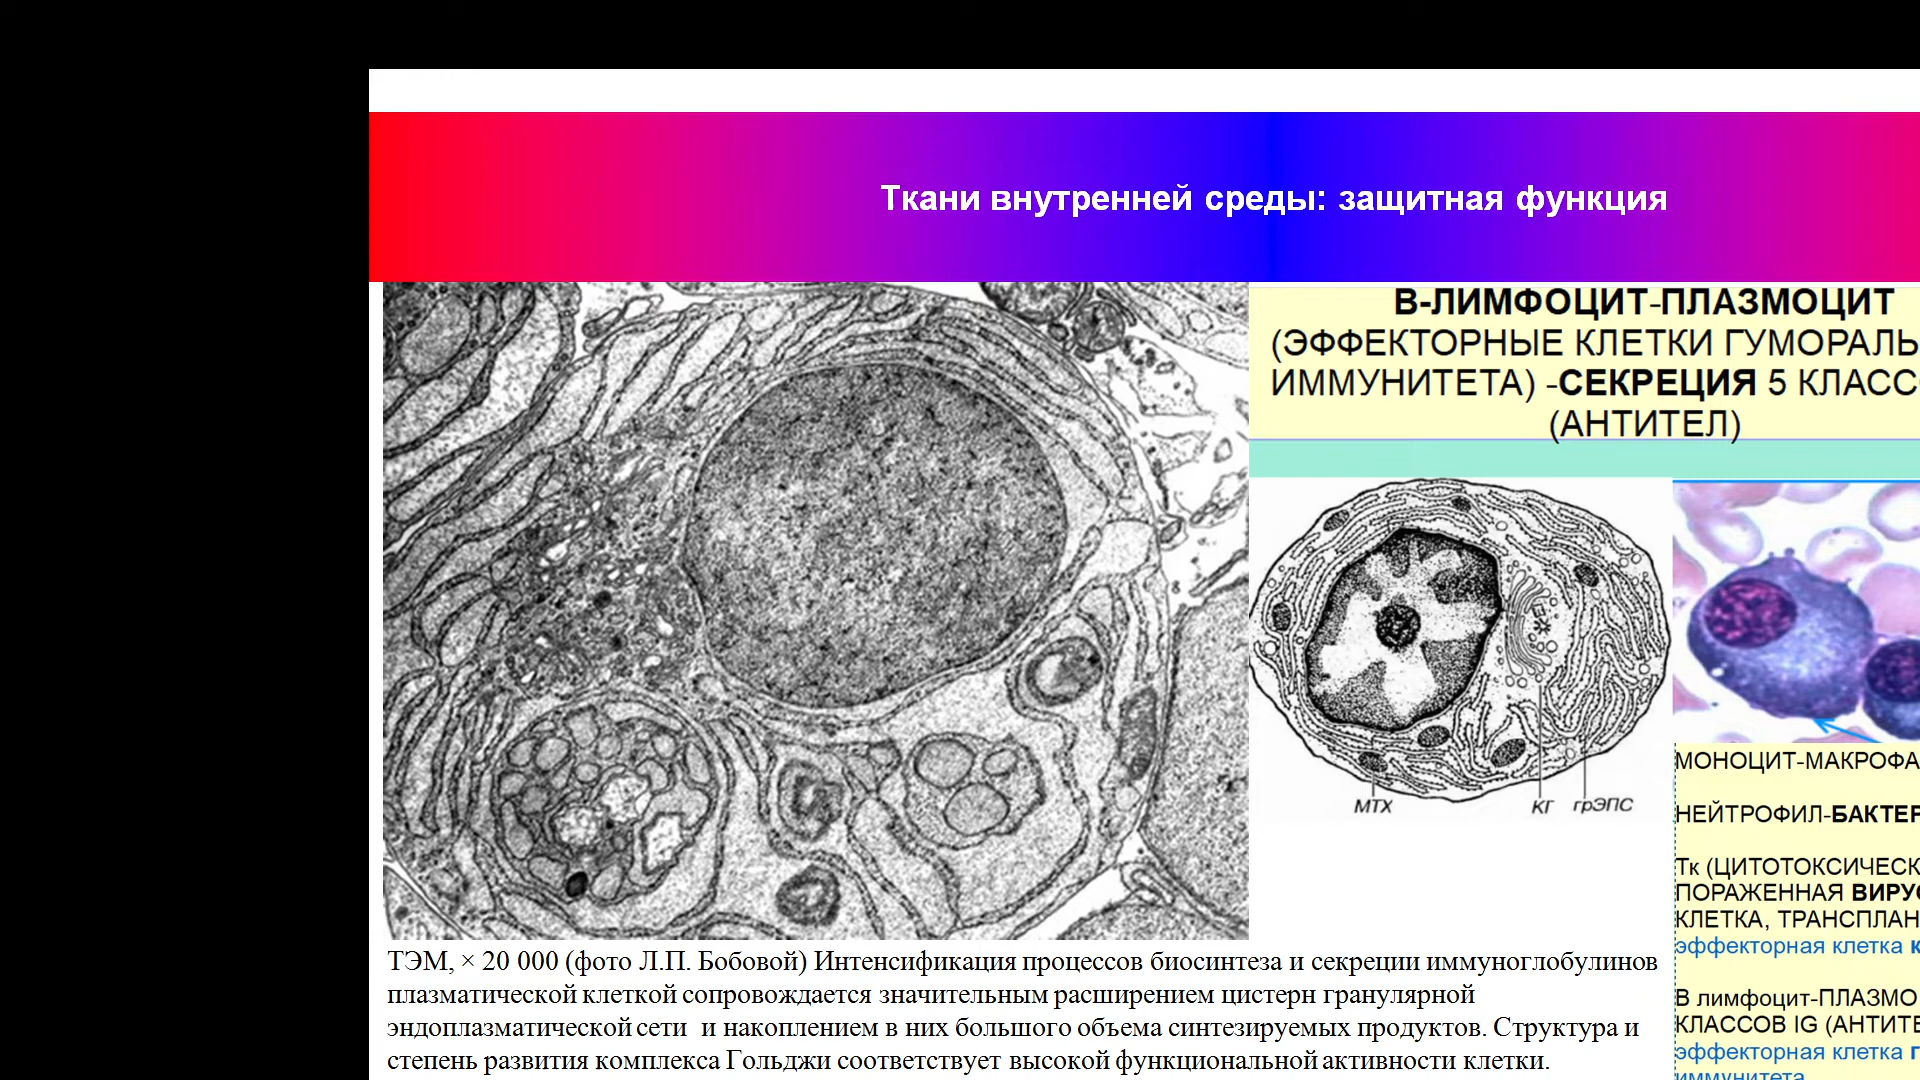 Ткани внутренней среды: защитная функция
В-ЛИМФОЦИТ-ПЛАЗМОЦИТ
(ЭФФЕКТОРНЫЕ КЛЕТКИ ГУМОРАЛЬ
ИММУНИТЕТА) -СЕКРЕЦИЯ 5 КЛАСС
(АНТИТЕЛ)
МТХ КГ грЭПС
МОНОЦИТ-МАКРОФА
НЕЙТРОФИЛ-БАКТЕР
Тк (ЦИТОТОКСИЧЕСК
ПОРАЖЕННАЯ ВИРУС
КЛЕТКА, ТРАНСПЛАН
эффекторная клетка к
В лимфоцит-ПЛАЗМО
КЛАССОВ IG (АНТИТЕ
эффекторная клетка г
иммунитета
ТЭМ, × 20 000 (фото Л.П. Бобовой) Интенсификация процессов биосинтеза и секреции иммуноглобулинов
плазматической клеткой сопровождается значительным расширением цистерн гранулярной
эндоплазматической сети и накоплением в них большого объема синтезируемых продуктов. Структура и
степень развития комплекса Гольджи соответствует высокой функциональной активности клетки.